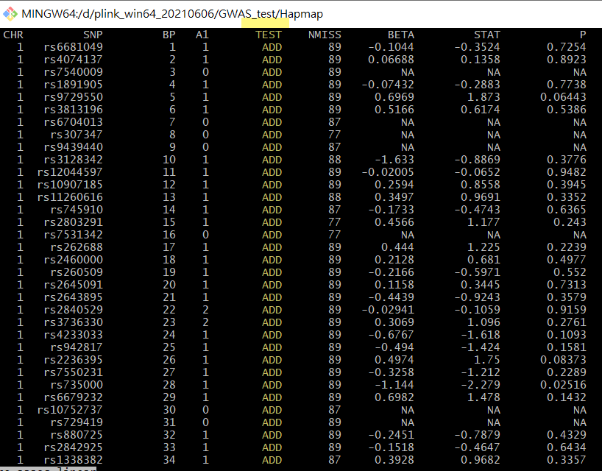 MINGW64:/d/plink_win64_20210606/GWAS_test/Hapmap
CHR SNP BP A1 TEST NMISS BETA STAT P
1 rs6681049 1 1 ADD 89 -0.1044 -0.3524 0.7254
1 rs4074137 2 1 ADD 89 0.06688 0.1358 0.8923
1 rs7540009 3 0 ADD 89 NA NA NA
1 rs1891905 4 1 ADD 89 -0.07432 -0.2883 0.7738
1 rs9729550 5 1 ADD 89 0.6969 1.873 0.06443
1 rs3813196 6 1 ADD 89 0.5166 0.6174 0.5386
1 rs6704013 7 0 ADD 87 NA NA NA
1 rs307347 8 0 ADD 77 NA NA NA
1 rs9439440 9 0 ADD 89 NA NA NA
1 rs3128342 10 1 ADD 88 -1.633 -0.8869 0.3776
1 rs12044597 11 1 ADD 89 -0.02005 -0.0652 0.9482
1 rs10907185 12 1 ADD 89 0.2594 0.8558 0.3945
1 rs11260616 13 1 ADD 88 0.3497 0.9691 0.3352
1 rs745910 14 1 ADD 87 -0.1733 -0.4743 0.6365
1 rs2803291 15 1 ADD 77 0.4566 1.177 0.243
1 rs7531342 16 0 ADD 77 NA NA NA
1 rs262688 17 1 ADD 89 0.444 1.225 0.2239
1 rs2460000 18 1 ADD 89 0.2128 0.681 0.4977
1 rs260509 19 1 ADD 89 -0.2166 -0.5971 0.552
1 rs2645091 20 1 ADD 89 0.1158 0.3445 0.7313
1 rs2643895 21 1 ADD 89 -0.4439 -0.9243 0.3579
1 rs2840529 22 2 ADD 89 -0.02941 -0.1059 0.9159
1 rs3736330 23 2 ADD 89 0.3069 1.096 0.2761
1 rs4233033 24 1 ADD 89 -0.6767 -1.618 0.1093
1 rs942817 25 1 ADD 89 -0.494 -1.424 0.1581
1 rs2236395 26 1 ADD 89 0.4974 1.75 0.08373
1 rs7550231 27 1 ADD 89 -0.3258 -1.212 0.2289
1 rs735000 28 1 ADD 89 -1.144 -2.279 0.02516
1 rs6679232 29 1 ADD 89 0.6982 1.478 0.1432
1 rs10752737 30 0 ADD 87 NA NA NA
1 rs729419 31 0 ADD 89 NA NA NA
1 rs880725 32 1 ADD 89 -0.2451 -0.7879 0.4329
1 rs2842925 33 1 ADD 89 -0.1518 -0.4647 0.6434
1 rs1338382 34 1 ADD 87 0.3928 0.9682 0.3357